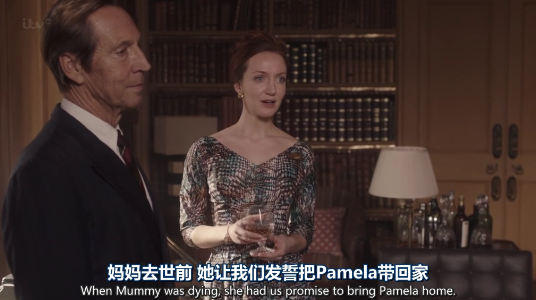 itv
妈妈去世前 她让我们发誓把Pamela带回家
When Mummy was dying, she had us promise to bring Pamela home.